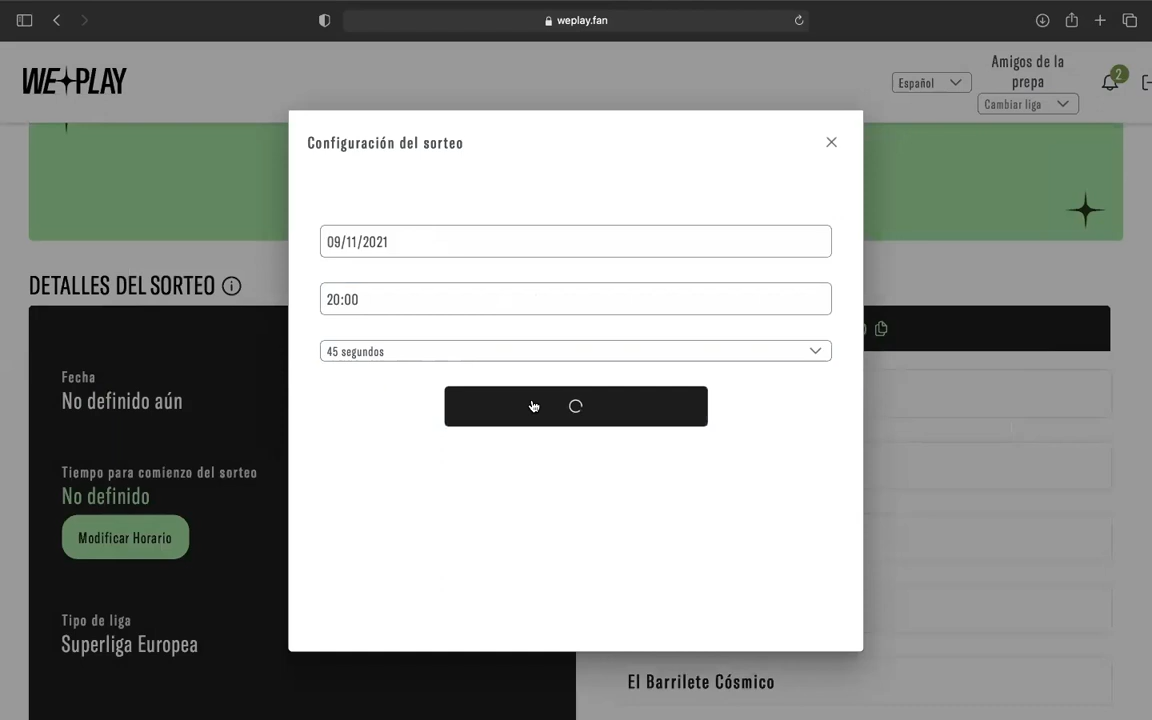 weplay.fan
WE PLAY
Español
Amigos de la
prepa
Cambiar liga
2
Configuración del sorteo
09/11/2021
20:00
45 segundos
DETALLES DEL SORTEO
Fecha
No definido aún
Tiempo para comienzo del sorteo
No definido
Modificar Horario
Tipo de liga
Superliga Europea
El Barrilete Cósmico